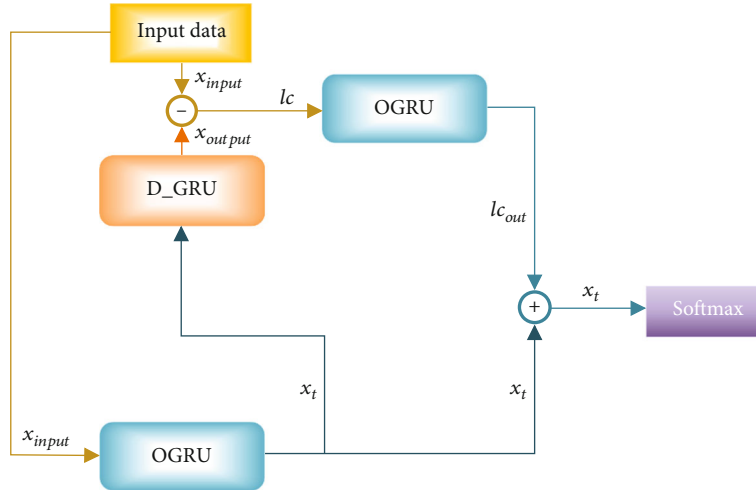 Input data
x_input
−
lc
OGRU
x_output
D_GRU
lc_out
+
x_t
Softmax
x_t
x_t
x_input
OGRU